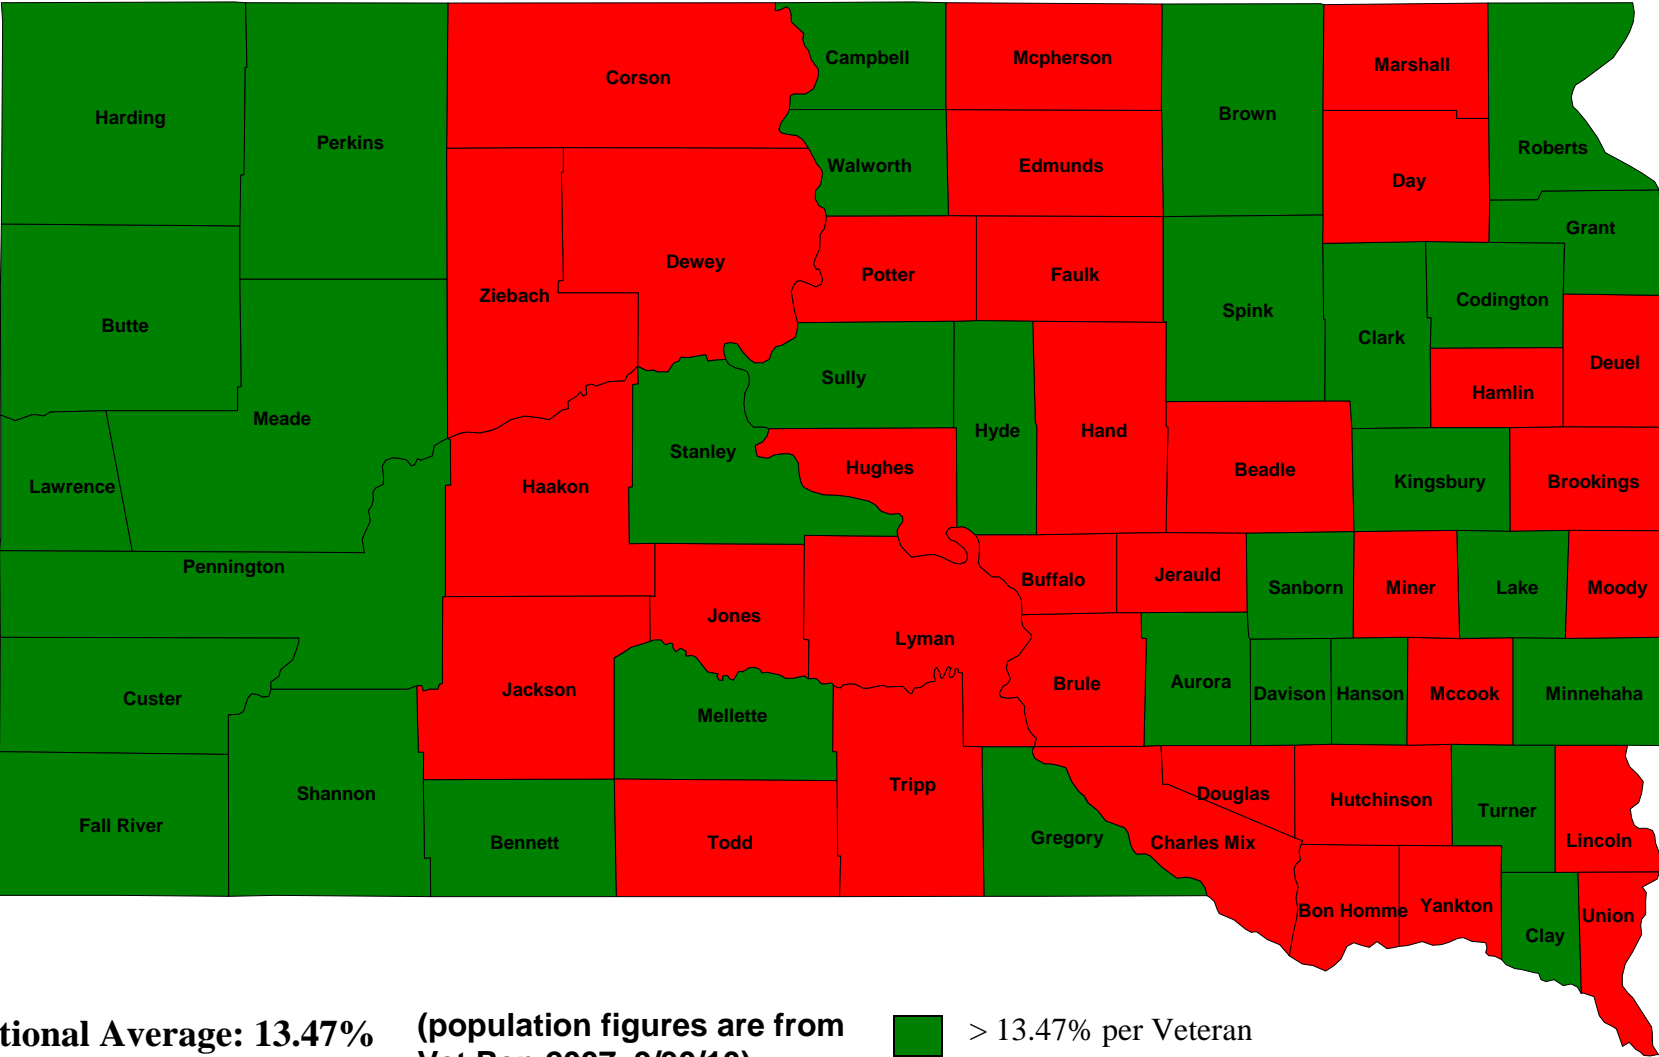 Harding
Perkins
Corson
Campbell
Mcpherson
Brown
Marshall
Roberts
Walworth
Edmunds
Day
Grant
Butte
Ziebach
Dewey
Potter
Faulk
Spink
Clark
Codington
Deuel
Hamlin
Meade
Sully
Hyde
Hand
Lawrence
Haakon
Stanley
Hughes
Beadle
Kingsbury
Brookings
Pennington
Jones
Lyman
Buffalo
Jerauld
Sanborn
Miner
Lake
Moody
Custer
Jackson
Mellette
Brule
Aurora
Davison
Hanson
Mccook
Minnehaha
Fall River
Shannon
Bennett
Todd
Tripp
Gregory
Charles Mix
Douglas
Hutchinson
Turner
Lincoln
Bon Homme
Yankton
Clay
Union
tional Average: 13.47%
(population figures are from
> 13.47% per Veteran